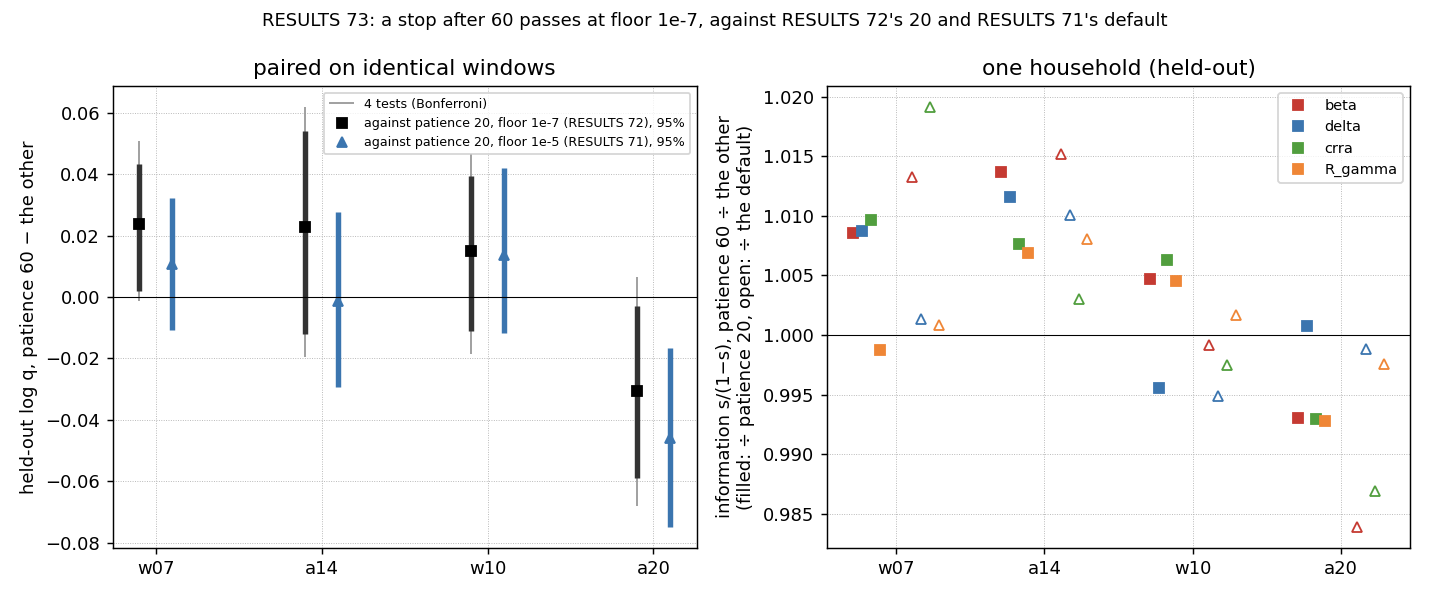 RESULTS 73: a stop after 60 passes at floor 1e-7, against RESULTS 72's 20 and RESULTS 71's default
paired on identical windows
held-out log q, patience 60 − the other
0.06
0.04
0.02
0.00
−0.02
−0.04
−0.06
−0.08
4 tests (Bonferroni)
against patience 20, floor 1e-7 (RESULTS 72), 95%
against patience 20, floor 1e-5 (RESULTS 71), 95%
w07
a14
w10
a20
one household (held-out)
information s/(1−s), patience 60 ÷ the other
(filled: ÷ patience 20, open: ÷ the default)
1.020
1.015
1.010
1.005
1.000
0.995
0.990
0.985
beta
delta
crra
R_gamma
w07
a14
w10
a20